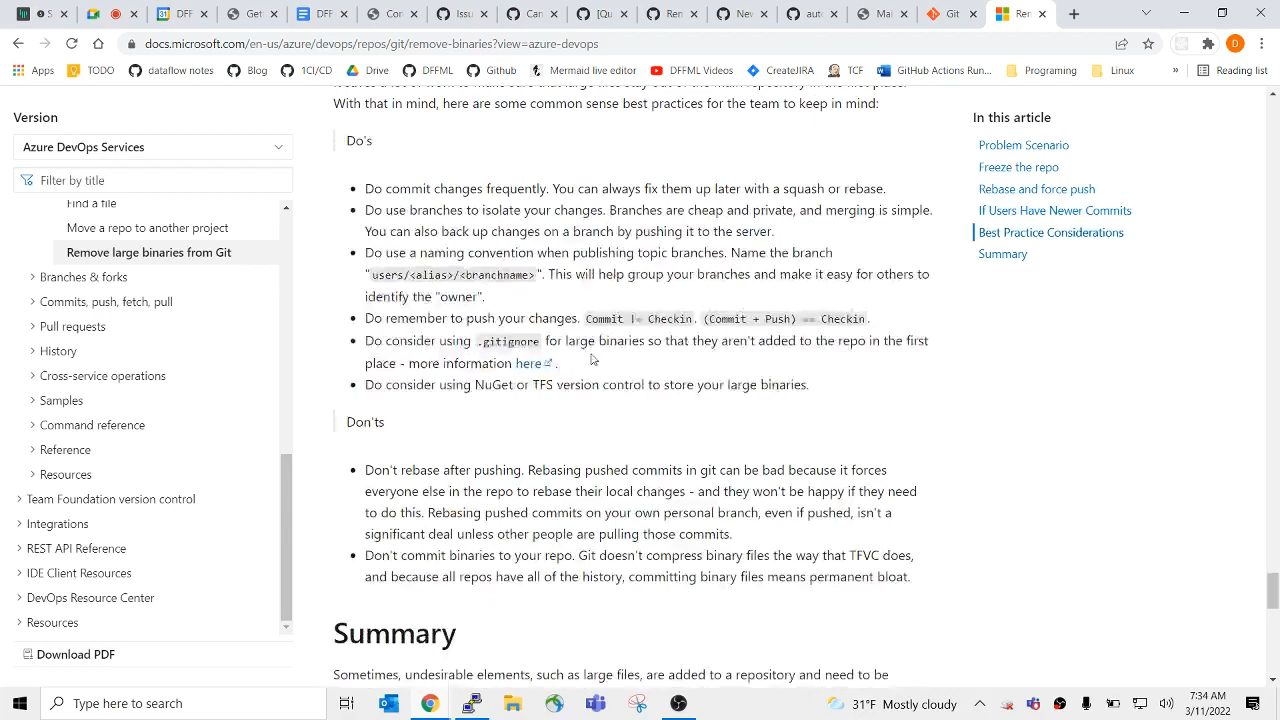 S
DFF
Get
DFF
Cor
Issu
Can
[Qu
Ren
Nev
auto
Mai
Git
Ren
docs.microsoft.com/en-us/azure/devops/repos/git/remove-binaries?view=azure-devops
D
Apps
TODO
dataflow notes
Blog
1CI/CD
Drive
DFFML
Github
Mermaid live editor
DFFML Videos
CreateJIRA
TCF
GitHub Actions Run...
Programing
Linux
»
Reading list
Version
Azure DevOps Services
Filter by title
Find a file
Move a repo to another project
Remove large binaries from Git
Branches & forks
Commits, push, fetch, pull
Pull requests
History
Cross-service operations
Samples
Command reference
Reference
Resources
Team Foundation version control
Integrations
REST API Reference
IDE Client Resources
DevOps Resource Center
Resources
Download PDF
With that in mind, here are some common sense best practices for the team to keep in mind:
Do's
• Do commit changes frequently. You can always fix them up later with a squash or rebase.
• Do use branches to isolate your changes. Branches are cheap and private, and merging is simple.
You can also back up changes on a branch by pushing it to the server.
• Do use a naming convention when publishing topic branches. Name the branch
"users/<alias>/<branchname>". This will help group your branches and make it easy for others to
identify the "owner".
• Do remember to push your changes. Commit != Checkin. (Commit + Push) == Checkin.
• Do consider using .gitignore for large binaries so that they aren't added to the repo in the first
place - more information here.
• Do consider using NuGet or TFS version control to store your large binaries.
Don'ts
• Don't rebase after pushing. Rebasing pushed commits in git can be bad because it forces
everyone else in the repo to rebase their local changes - and they won't be happy if they need
to do this. Rebasing pushed commits on your own personal branch, even if pushed, isn't a
significant deal unless other people are pulling those commits.
• Don't commit binaries to your repo. Git doesn't compress binary files the way that TFVC does,
and because all repos have all of the history, committing binary files means permanent bloat.
Summary
Sometimes, undesirable elements, such as large files, are added to a repository and need to be
In this article
Problem Scenario
Freeze the repo
Rebase and force push
If Users Have Newer Commits
Best Practice Considerations
Summary
Type here to search
31°F Mostly cloudy
7:34 AM
3/11/2022